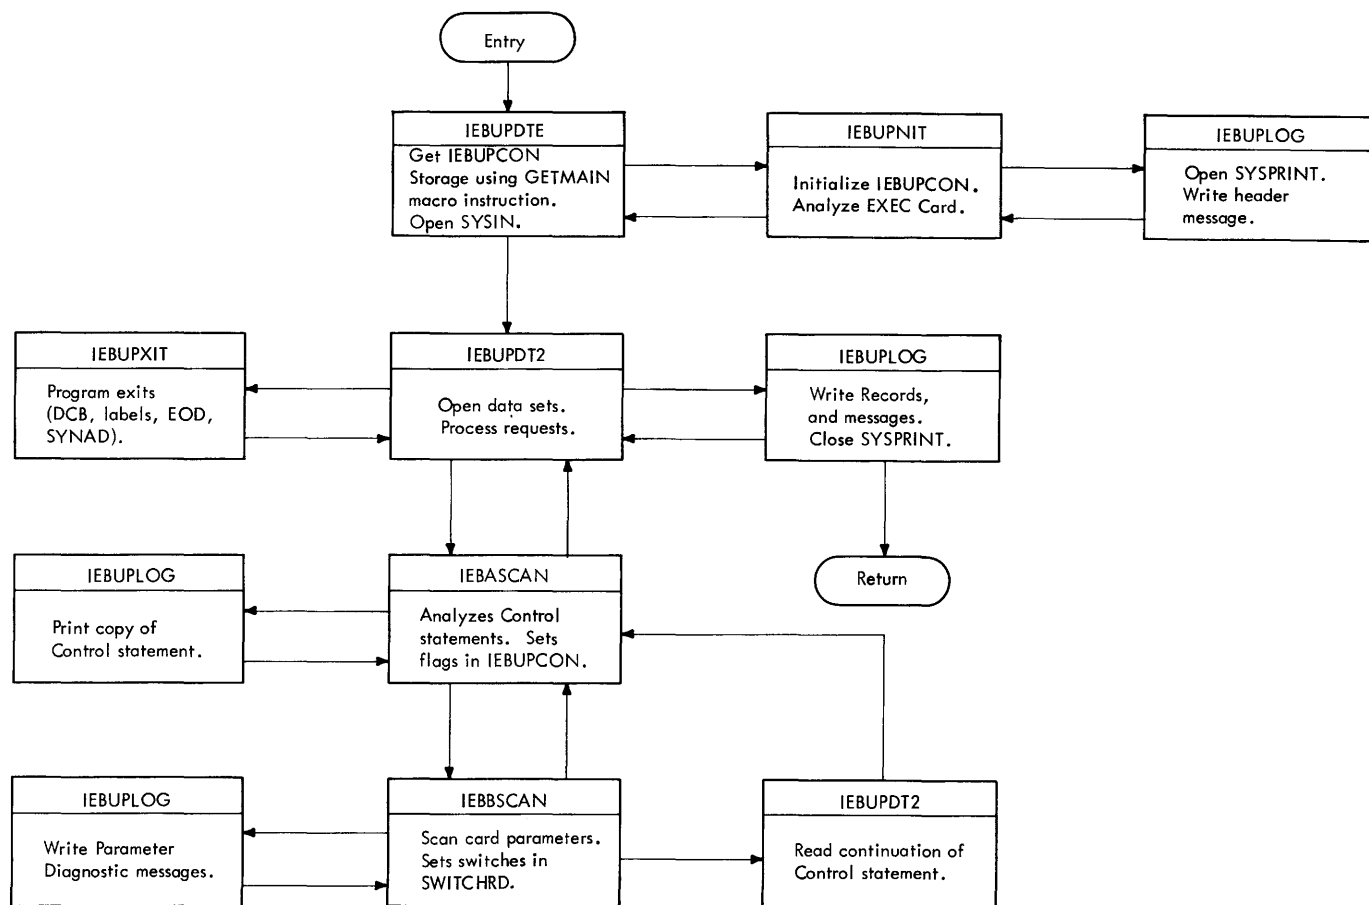 Entry
IEBUPDTE
Get IEBUPCON
Storage using GETMAIN
macro instruction.
Open SYSIN.
IEBUPNIT
Initialize IEBUPCON.
Analyze EXEC Card.
IEBUPLOG
Open SYSPRINT.
Write header
message.
IEBUPXIT
Program exits
(DCB, labels, EOD,
SYNAD).
IEBUPDT2
Open data sets.
Process requests.
IEBUPLOG
Write Records,
and messages.
Close SYSPRINT.
IEBUPLOG
Print copy of
Control statement.
IEBASCAN
Analyzes Control
statements. Sets
flags in IEBUPCON.
Return
IEBUPLOG
Write Parameter
Diagnostic messages.
IEBBSCAN
Scan card parameters.
Sets switches in
SWITCHRD.
IEBUPDT2
Read continuation of
Control statement.